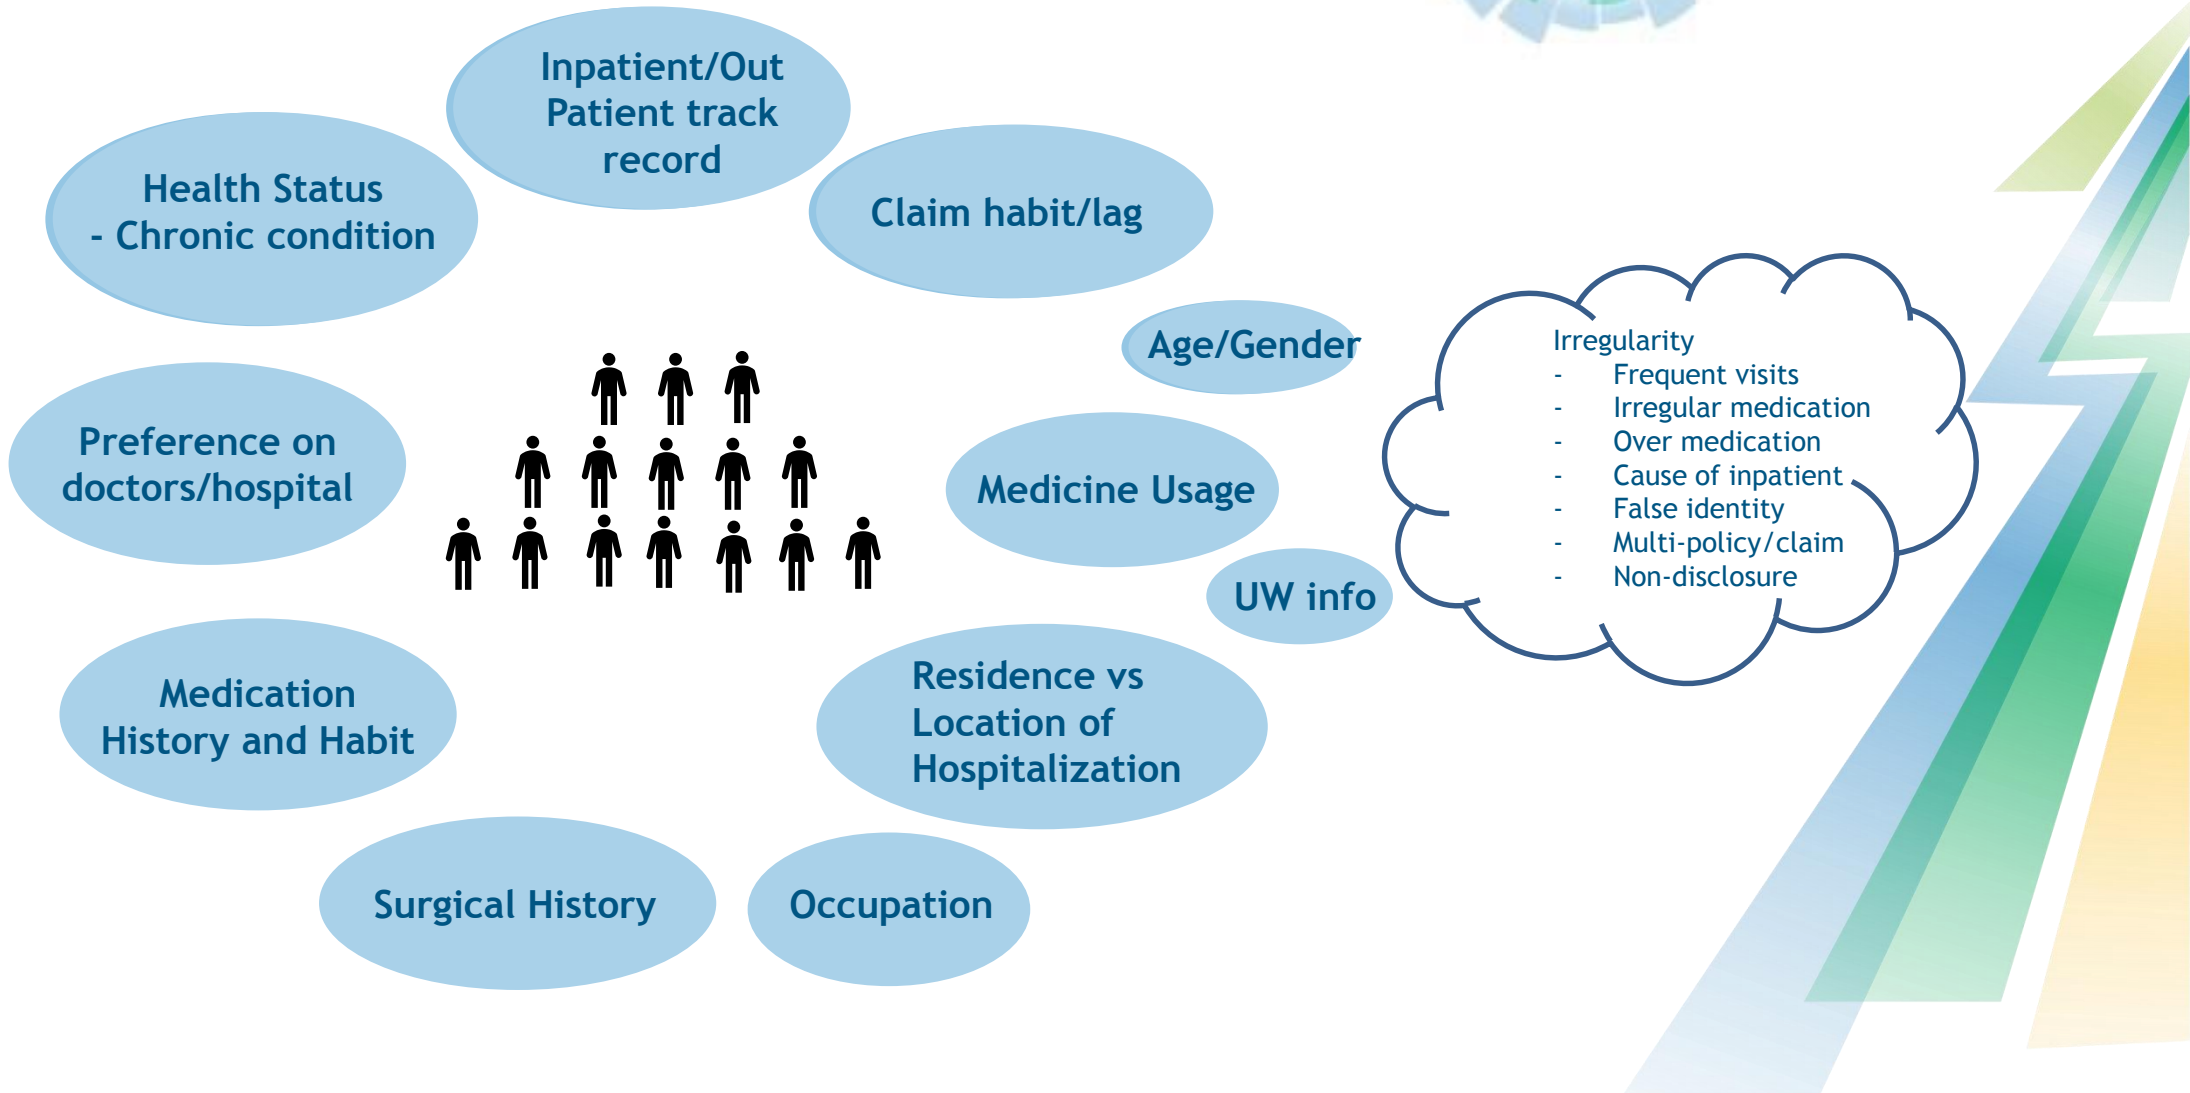 Inpatient/Out
Patient track
record
Health Status
- Chronic condition
Claim habit/lag
Age/Gender
Preference on
doctors/hospital
Medicine Usage
UW info
Medication
History and Habit
Residence vs
Location of
Hospitalization
Surgical History
Occupation
Irregularity
- Frequent visits
- Irregular medication
- Over medication
- Cause of inpatient
- False identity
- Multi-policy/claim
- Non-disclosure